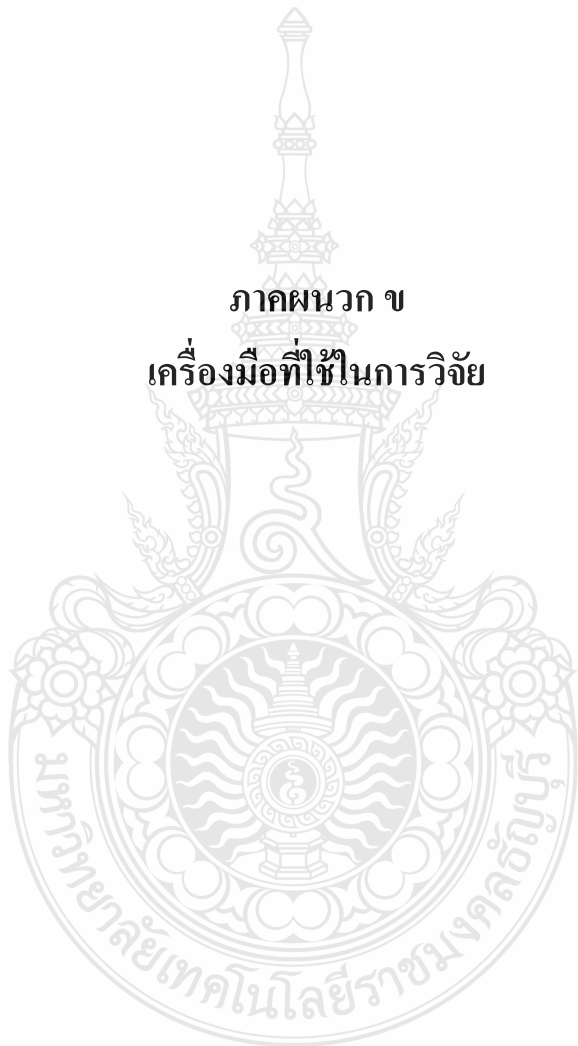 ภาคผนวก ข
เครื่องมือที่ใช้ในการวิจัย
มหาวิทยาลัยเทคโนโลยีราชมงคลธัญบุรี